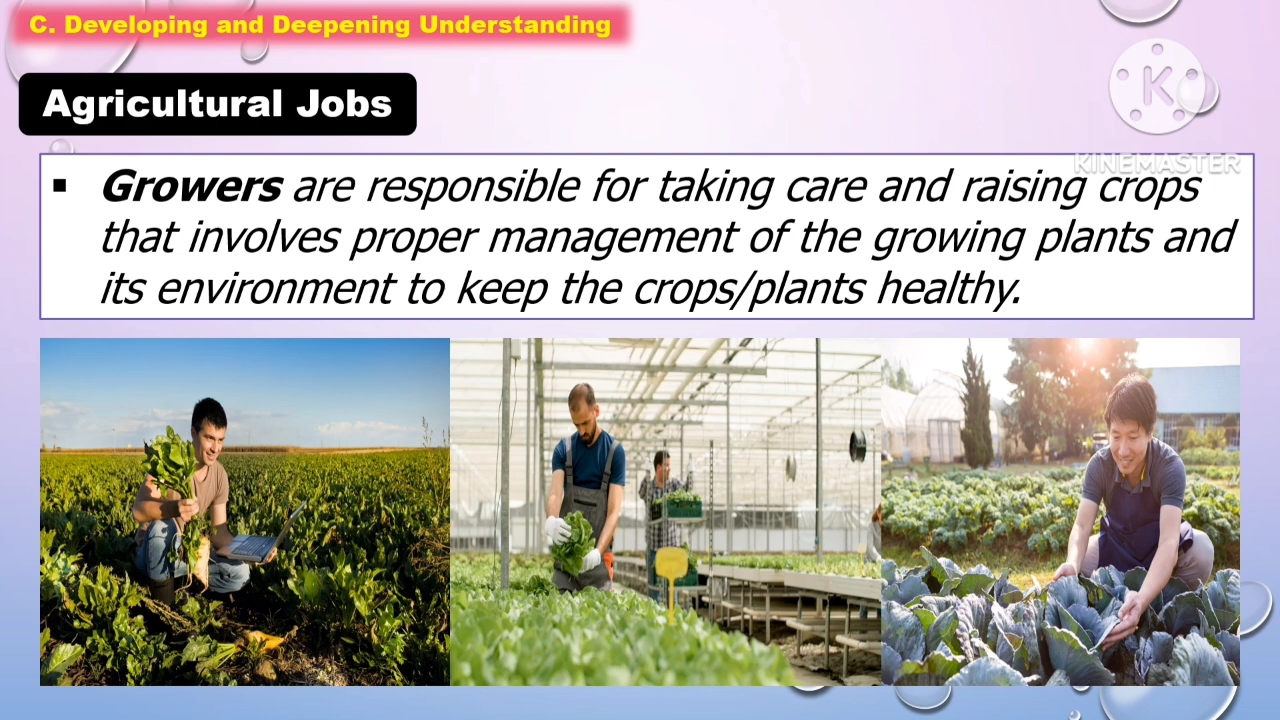 C. Developing and Deepening Understanding
Agricultural Jobs
K
KINEMASTER
▪ Growers are responsible for taking care and raising crops
that involves proper management of the growing plants and
its environment to keep the crops/plants healthy.